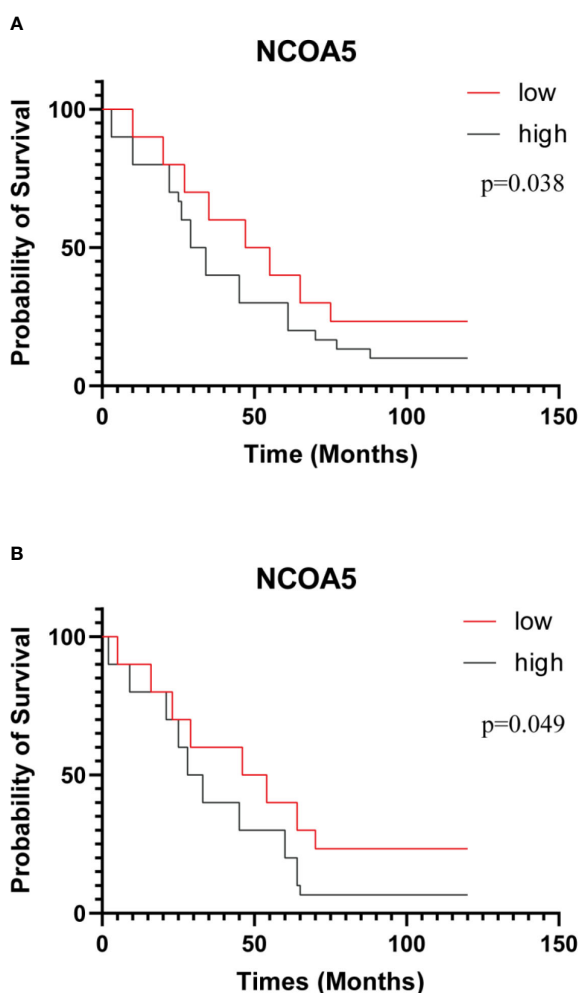 A
NCOA5
low
high
p=0.038
Probability of Survival
100
50
0
0 50 100 150
Time (Months)
B
NCOA5
low
high
p=0.049
Probability of Survival
100
50
0
0 50 100 150
Times (Months)